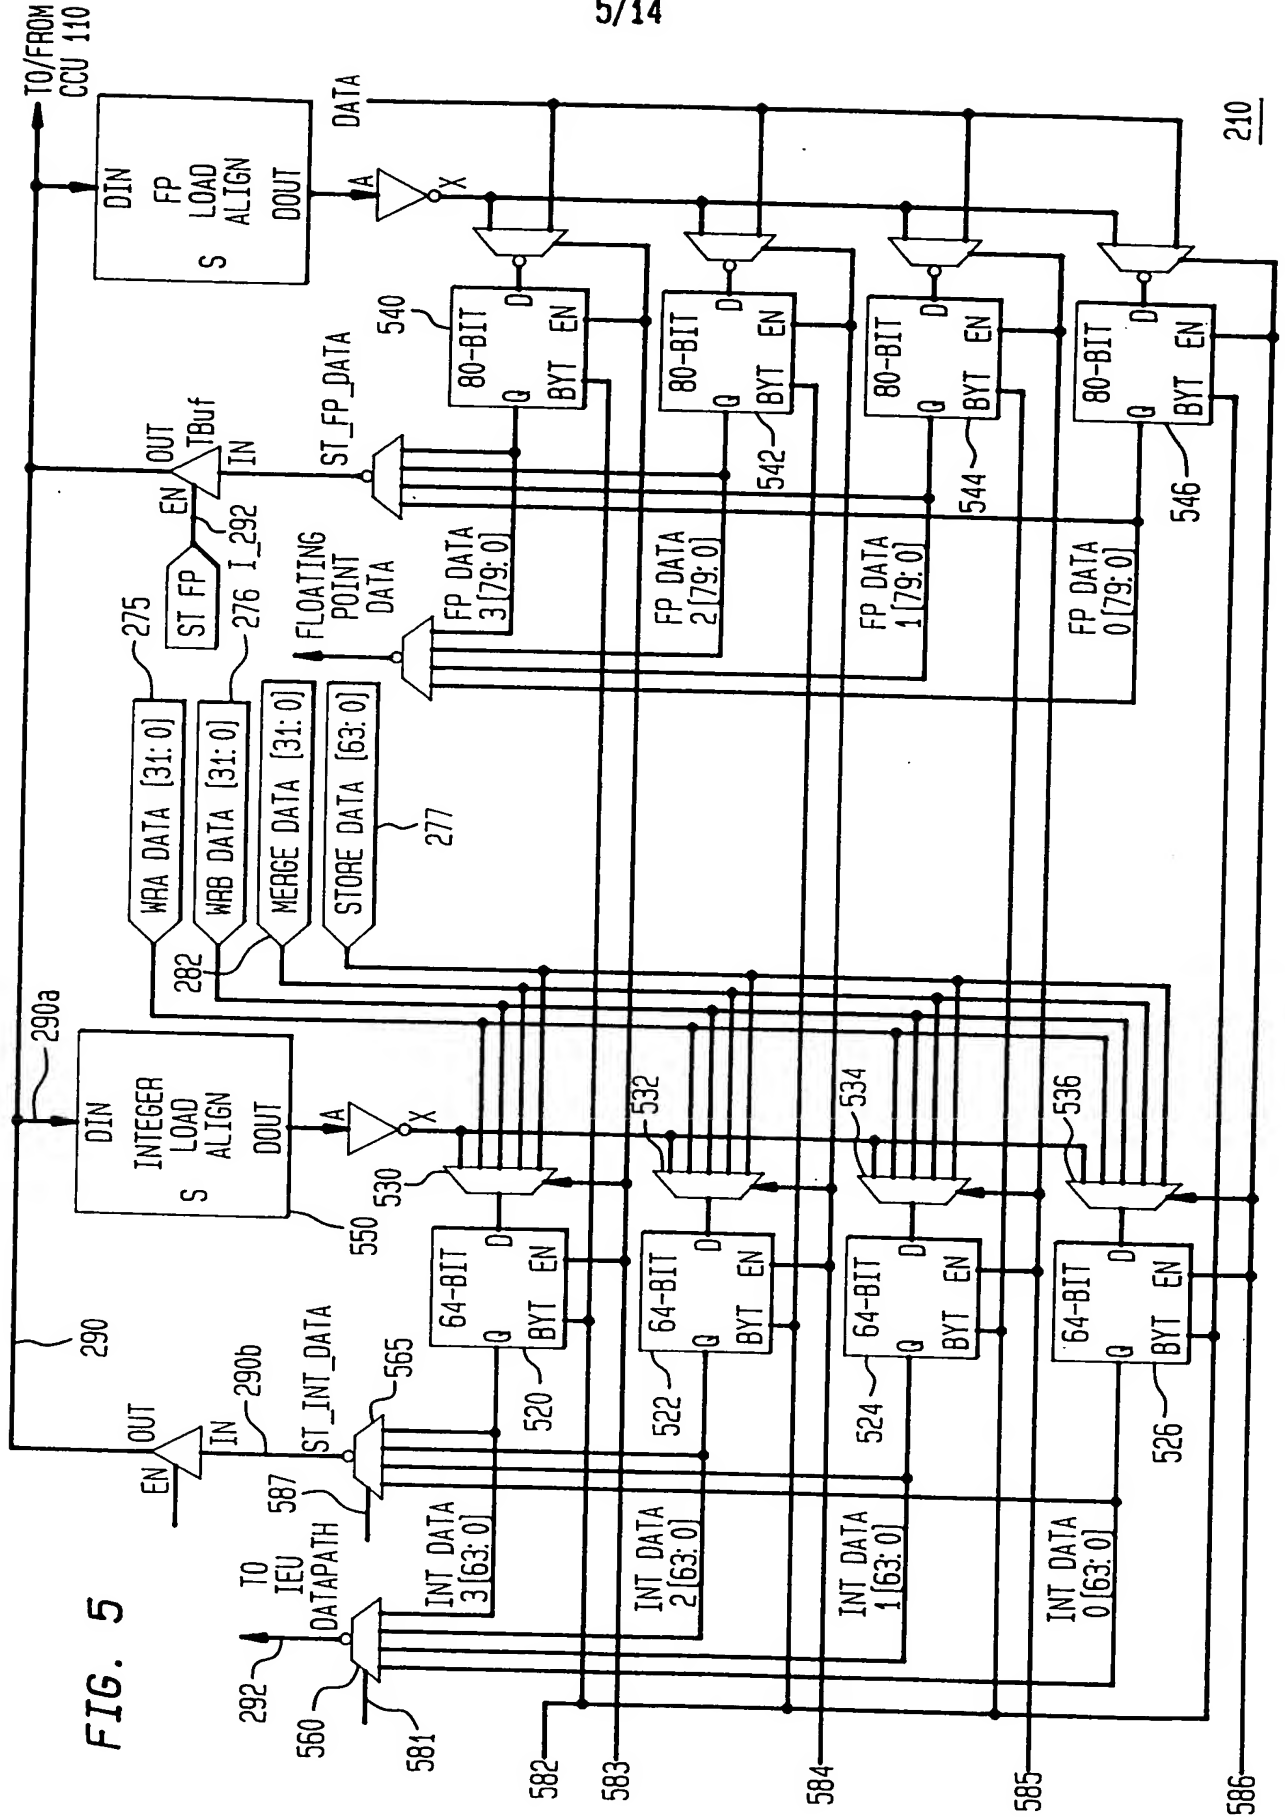 5/14
FIG. 5
210
TO/FROM
CCU 110
290
290a
290b
292
TO
IEU
DATAPATH
560
581
EN
OUT
IN
ST_INT_DATA
587
565
DIN
INTEGER
LOAD
ALIGN
S
DOUT
550
A
X
WRA DATA [31:0]
275
WRB DATA [31:0]
276
MERGE DATA [31:0]
282
STORE DATA [63:0]
277
ST FP
I_292
EN
OUT
TBuf
IN
ST_FP_DATA
FLOATING
POINT
DATA
DIN
FP
LOAD
ALIGN
S
DOUT
A
X
DATA
INT DATA
3[63:0]
64-BIT
Q
D
BYT
EN
520
530
FP DATA
3[79:0]
80-BIT
Q
D
BYT
EN
540
INT DATA
2[63:0]
64-BIT
Q
D
BYT
EN
522
532
FP DATA
2[79:0]
80-BIT
Q
D
BYT
EN
542
INT DATA
1[63:0]
64-BIT
Q
D
BYT
EN
524
534
FP DATA
1[79:0]
80-BIT
Q
D
BYT
EN
544
INT DATA
0[63:0]
64-BIT
Q
D
BYT
EN
526
536
FP DATA
0[79:0]
80-BIT
Q
D
BYT
EN
546
582
583
584
585
586